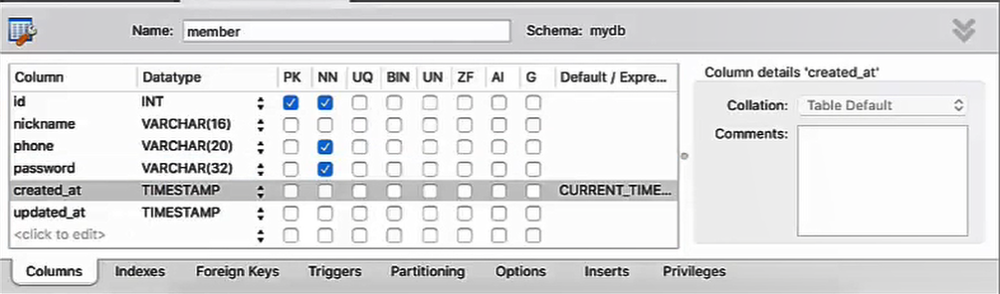 Name: member Schema: mydb
Column Datatype PK NN UQ BIN UN ZF AI G Default / Expre... Column details 'created_at'
id INT Collation: Table Default
nickname VARCHAR(16) Comments:
phone VARCHAR(20)
password VARCHAR(32)
created_at TIMESTAMP CURRENT_TIME...
updated_at TIMESTAMP
<click to edit>
Columns Indexes Foreign Keys Triggers Partitioning Options Inserts Privileges